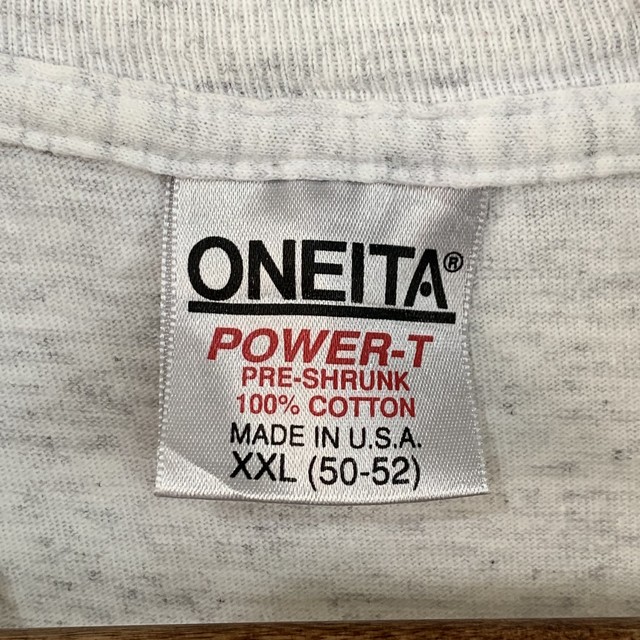 ONEITA®
POWER-T
PRE-SHRUNK
100% COTTON
MADE IN U.S.A.
XXL (50-52)